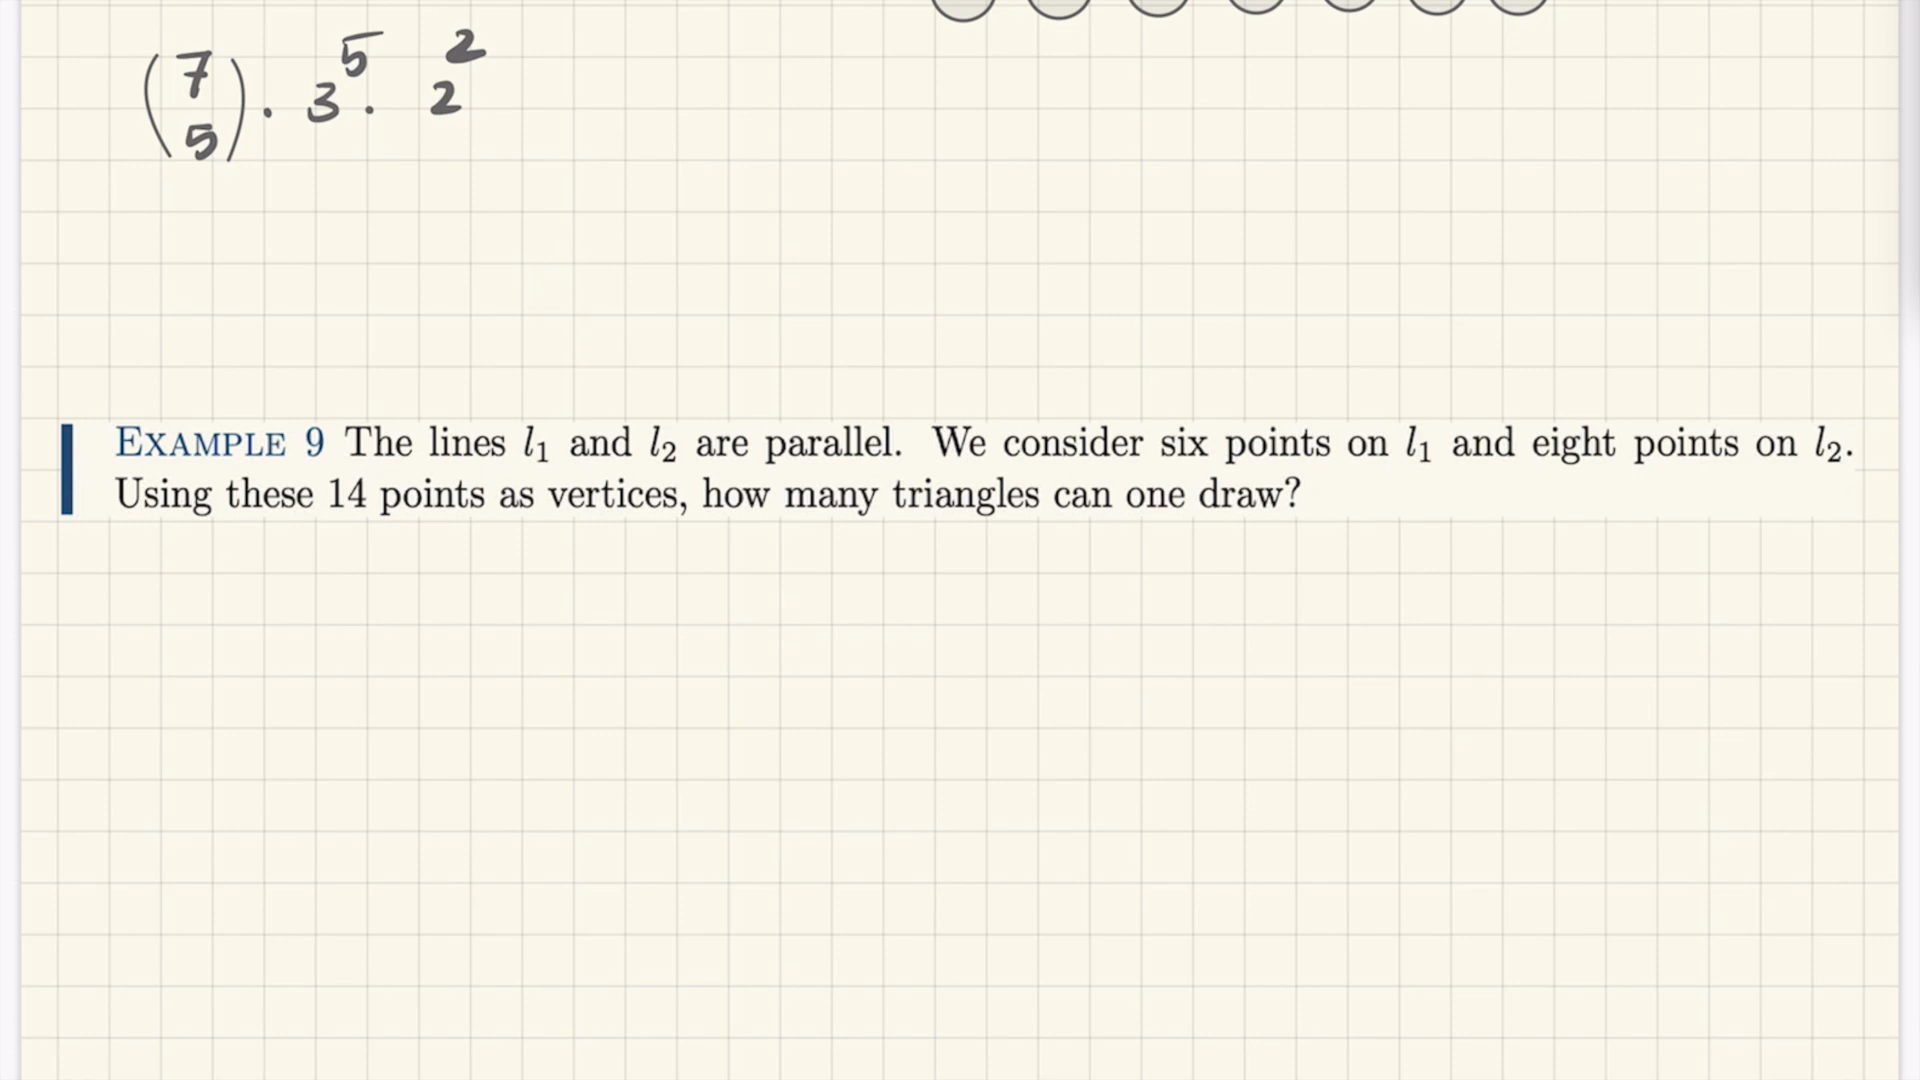 (7 5) . 3^5 . 2^2
EXAMPLE 9 The lines l₁ and l₂ are parallel. We consider six points on l₁ and eight points on l₂.
Using these 14 points as vertices, how many triangles can one draw?